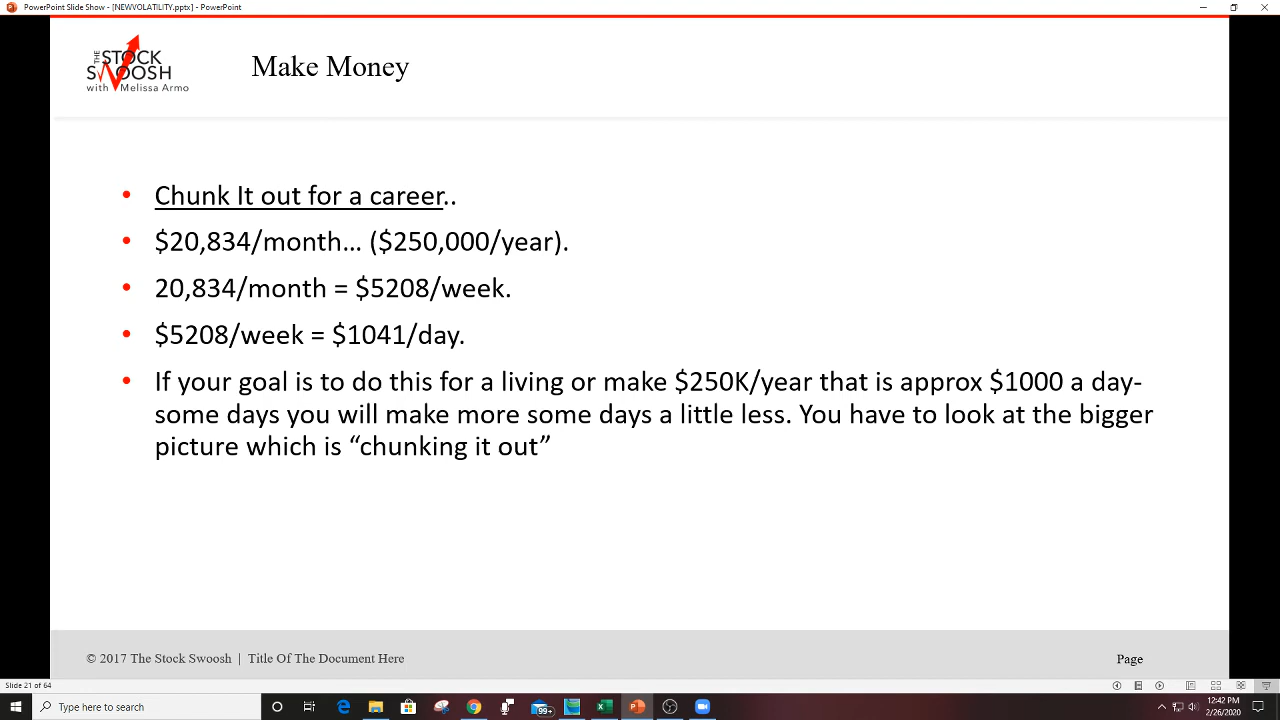 PowerPoint Slide Show - [NEWVOLATILITY.pptx] - PowerPoint
THE
STOCK
SWOOSH
with Melissa Armo
Make Money
• Chunk It out for a career..
• $20,834/month... ($250,000/year).
• 20,834/month = $5208/week.
• $5208/week = $1041/day.
• If your goal is to do this for a living or make $250K/year that is approx $1000 a day-
some days you will make more some days a little less. You have to look at the bigger
picture which is “chunking it out”
© 2017 The Stock Swoosh | Title Of The Document Here
Page
Slide 21 of 64
Type here to search
99+
12:42 PM
2/26/2020